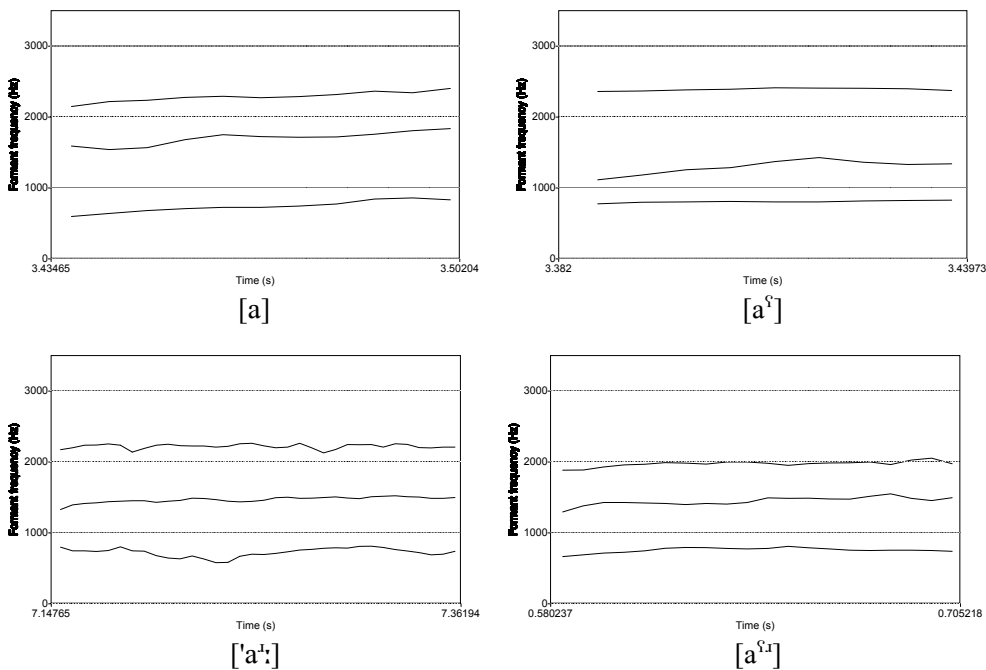 3000
2000
1000
0
Formant frequency (Hz)
3.43465
3.50204
Time (s)
[a]
3000
2000
1000
0
Formant frequency (Hz)
3.382
3.43973
Time (s)
[aˤ]
3000
2000
1000
0
Formant frequency (Hz)
7.14765
7.36194
Time (s)
['aʴː]
3000
2000
1000
0
Formant frequency (Hz)
0.580237
0.705218
Time (s)
[aˤʴ]